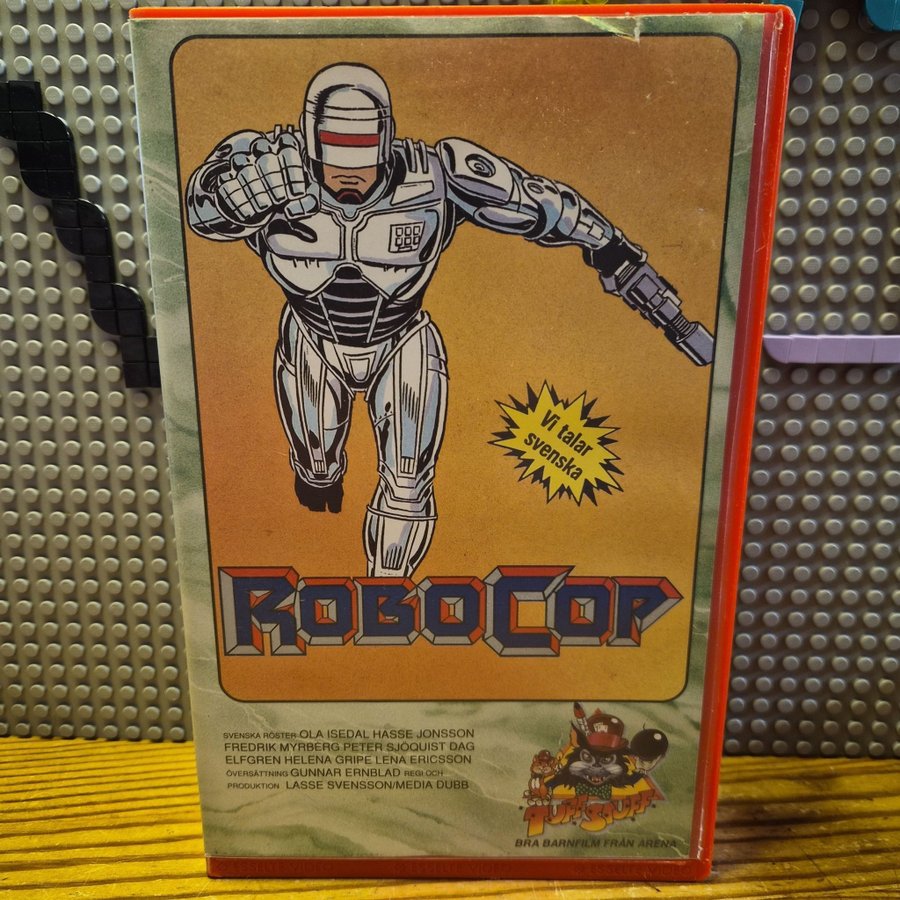 Vi talar
svenska
ROBOCOP
SVENSKA RÖSTER OLA ISEDAL HASSE JONSSON
FREDRIK MYRBERG PETER SJÖQUIST DAG
ELFGREN HELENA GRIPE LENA ERICSSON
ÖVERSÄTTNING GUNNAR ERNBLAD REGI OCH
PRODUKTION LASSE SVENSSON/MEDIA DUBB
TUFF STUFF
BRA BARNFILM FRÅN ARENA